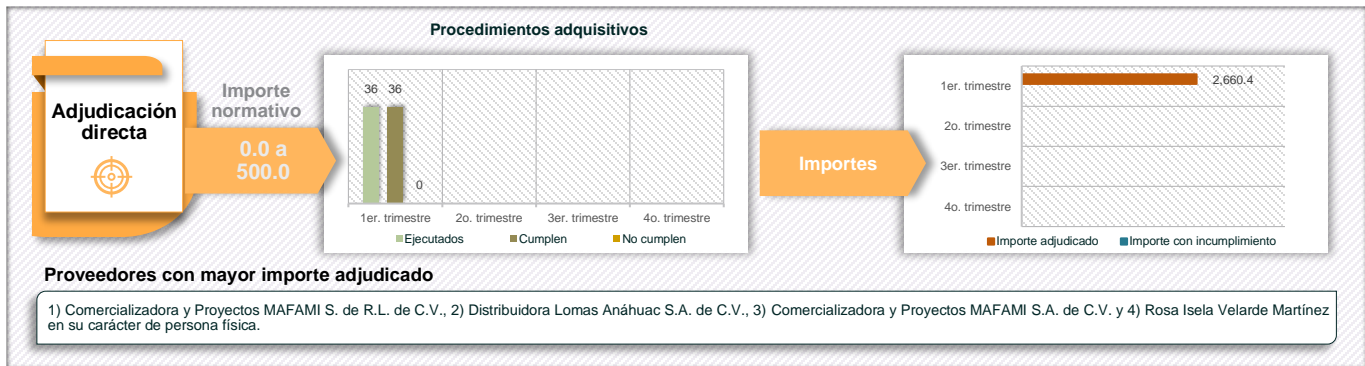 Procedimientos adquisitivos
Adjudicación
directa
Importe
normativo
0.0 a
500.0
36 36
0
1er. trimestre 2o. trimestre 3er. trimestre 4o. trimestre
Ejecutados Cumplen No cumplen
Importes
1er. trimestre 2,660.4
2o. trimestre
3er. trimestre
4o. trimestre
Importe adjudicado Importe con incumplimiento
Proveedores con mayor importe adjudicado
1) Comercializadora y Proyectos MAFAMI S. de R.L. de C.V., 2) Distribuidora Lomas Anáhuac S.A. de C.V., 3) Comercializadora y Proyectos MAFAMI S.A. de C.V. y 4) Rosa Isela Velarde Martínez
en su carácter de persona física.